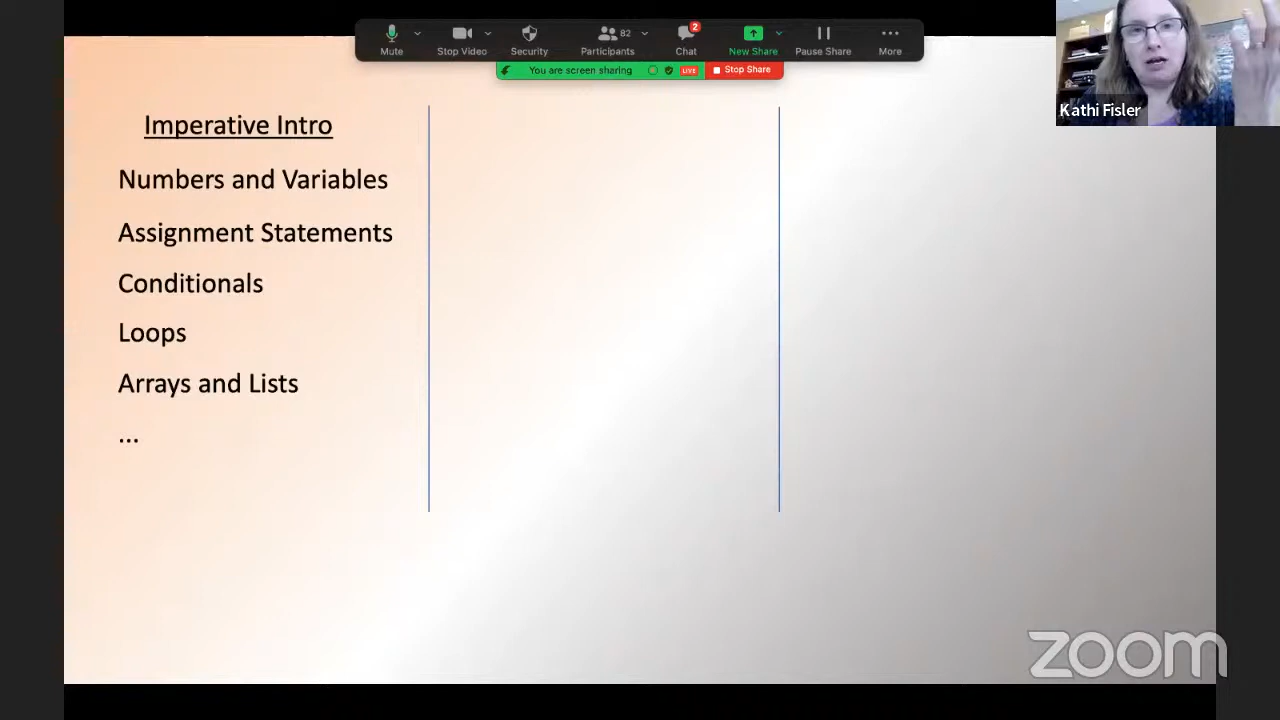 Mute
Stop Video
Security
82
Participants
2
Chat
New Share
Pause Share
More
You are screen sharing
LIVE
Stop Share
Kathi Fisler
Imperative Intro
Numbers and Variables
Assignment Statements
Conditionals
Loops
Arrays and Lists
...
zoom